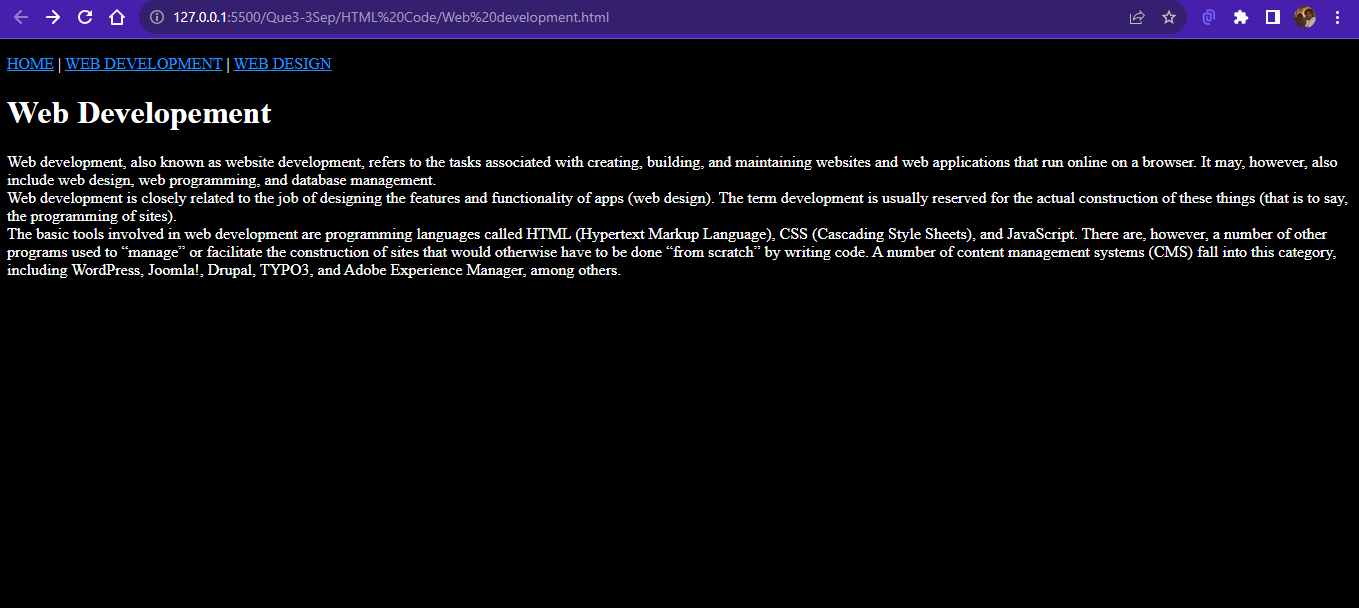 127.0.0.1:5500/Que3-3Sep/HTML%20Code/Web%20development.html
HOME | WEB DEVELOPMENT | WEB DESIGN
Web Developement
Web development, also known as website development, refers to the tasks associated with creating, building, and maintaining websites and web applications that run online on a browser. It may, however, also
include web design, web programming, and database management.
Web development is closely related to the job of designing the features and functionality of apps (web design). The term development is usually reserved for the actual construction of these things (that is to say,
the programming of sites).
The basic tools involved in web development are programming languages called HTML (Hypertext Markup Language), CSS (Cascading Style Sheets), and JavaScript. There are, however, a number of other
programs used to “manage” or facilitate the construction of sites that would otherwise have to be done “from scratch” by writing code. A number of content management systems (CMS) fall into this category,
including WordPress, Joomla!, Drupal, TYPO3, and Adobe Experience Manager, among others.